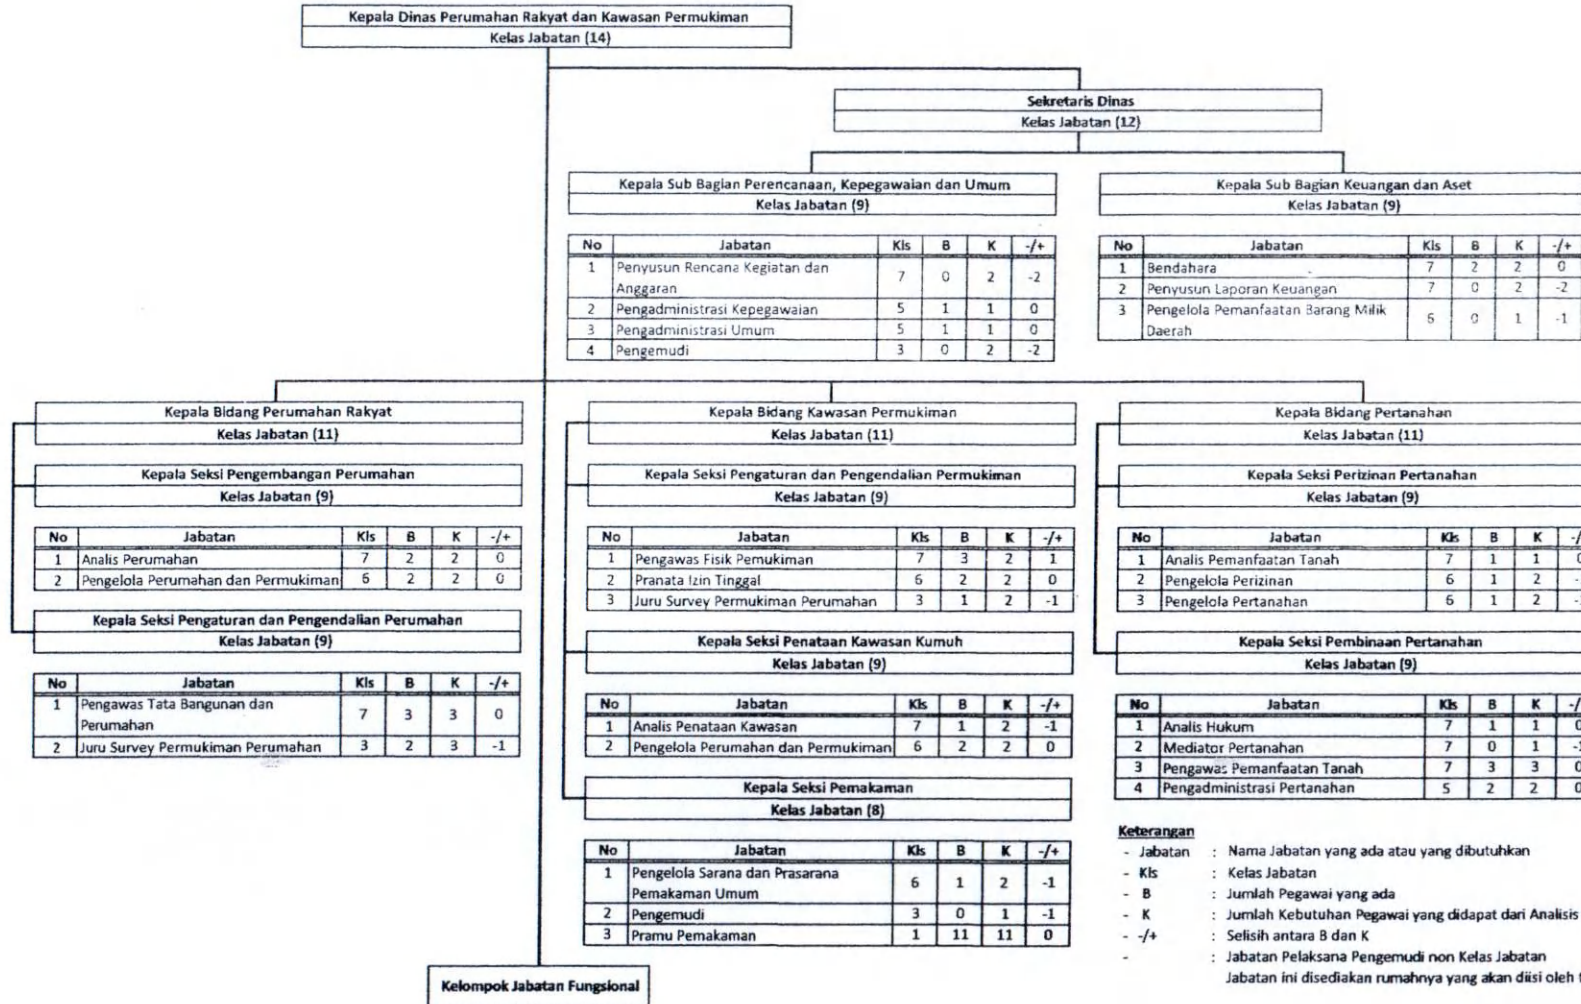 Kepala Dinas Perumahan Rakyat dan Kawasan Permukiman
Kelas Jabatan (14)
Sekretaris Dinas
Kelas Jabatan (12)
Kepala Sub Bagian Perencanaan, Kepegawaian dan Umum
Kelas Jabatan (9)
No Jabatan Kls B K -/+
1 Penyusun Rencana Kegiatan dan 7 0 2 -2
Anggaran
2 Pengadministrasi Kepegawaian 5 1 1 0
3 Pengadministrasi Umum 5 1 1 0
4 Pengemudi 3 0 2 -2
Kepala Sub Bagian Keuangan dan Aset
Kelas Jabatan (9)
No Jabatan Kls B K -/+
1 Bendahara 7 2 2 0
2 Penyusun Laporan Keuangan 7 0 2 -2
3 Pengelola Pemanfaatan Barang Milik 6 0 1 -1
Daerah
Kepala Bidang Perumahan Rakyat
Kelas Jabatan (11)
Kepala Seksi Pengembangan Perumahan
Kelas Jabatan (9)
No Jabatan Kls B K -/+
1 Analis Perumahan 7 2 2 0
2 Pengelola Perumahan dan Permukiman 6 2 2 0
Kepala Seksi Pengaturan dan Pengendalian Perumahan
Kelas Jabatan (9)
No Jabatan Kls B K -/+
1 Pengawas Tata Bangunan dan 7 3 3 0
Perumahan
2 Juru Survey Permukiman Perumahan 3 2 3 -1
Kepala Bidang Kawasan Permukiman
Kelas Jabatan (11)
Kepala Seksi Pengaturan dan Pengendalian Permukiman
Kelas Jabatan (9)
No Jabatan Kls B K -/+
1 Pengawas Fisik Pemukiman 7 3 2 1
2 Pranata Izin Tinggal 6 2 2 0
3 Juru Survey Permukiman Perumahan 3 1 2 -1
Kepala Seksi Penataan Kawasan Kumuh
Kelas Jabatan (9)
No Jabatan Kls B K -/+
1 Analis Penataan Kawasan 7 1 2 -1
2 Pengelola Perumahan dan Permukiman 6 2 2 0
Kepala Seksi Pemakaman
Kelas Jabatan (8)
No Jabatan Kls B K -/+
1 Pengelola Sarana dan Prasarana 6 1 2 -1
Pemakaman Umum
2 Pengemudi 3 0 1 -1
3 Pramu Pemakaman 1 11 11 0
Kepala Bidang Pertanahan
Kelas Jabatan (11)
Kepala Seksi Perizinan Pertanahan
Kelas Jabatan (9)
No Jabatan Kls B K
1 Analis Pemanfaatan Tanah 7 1 1
2 Pengelola Perizinan 6 1 2
3 Pengelola Pertanahan 6 1 2
Kepala Seksi Pembinaan Pertanahan
Kelas Jabatan (9)
No Jabatan Kls B K
1 Analis Hukum 7 1 1 0
2 Mediator Pertanahan 7 0 1
3 Pengawas Pemanfaatan Tanah 7 3 3 0
4 Pengadministrasi Pertanahan 5 2 2 0
Keterangan
- Jabatan : Nama Jabatan yang ada atau yang dibutuhkan
- Kls : Kelas Jabatan
- B : Jumlah Pegawai yang ada
- K : Jumlah Kebutuhan Pegawai yang didapat dari Analisis
- -/+ : Selisih antara B dan K
- : Jabatan Pelaksana Pengemudi non Kelas Jabatan
Jabatan ini disediakan rumahnya yang akan diisi oleh
Kelompok Jabatan Fungsional